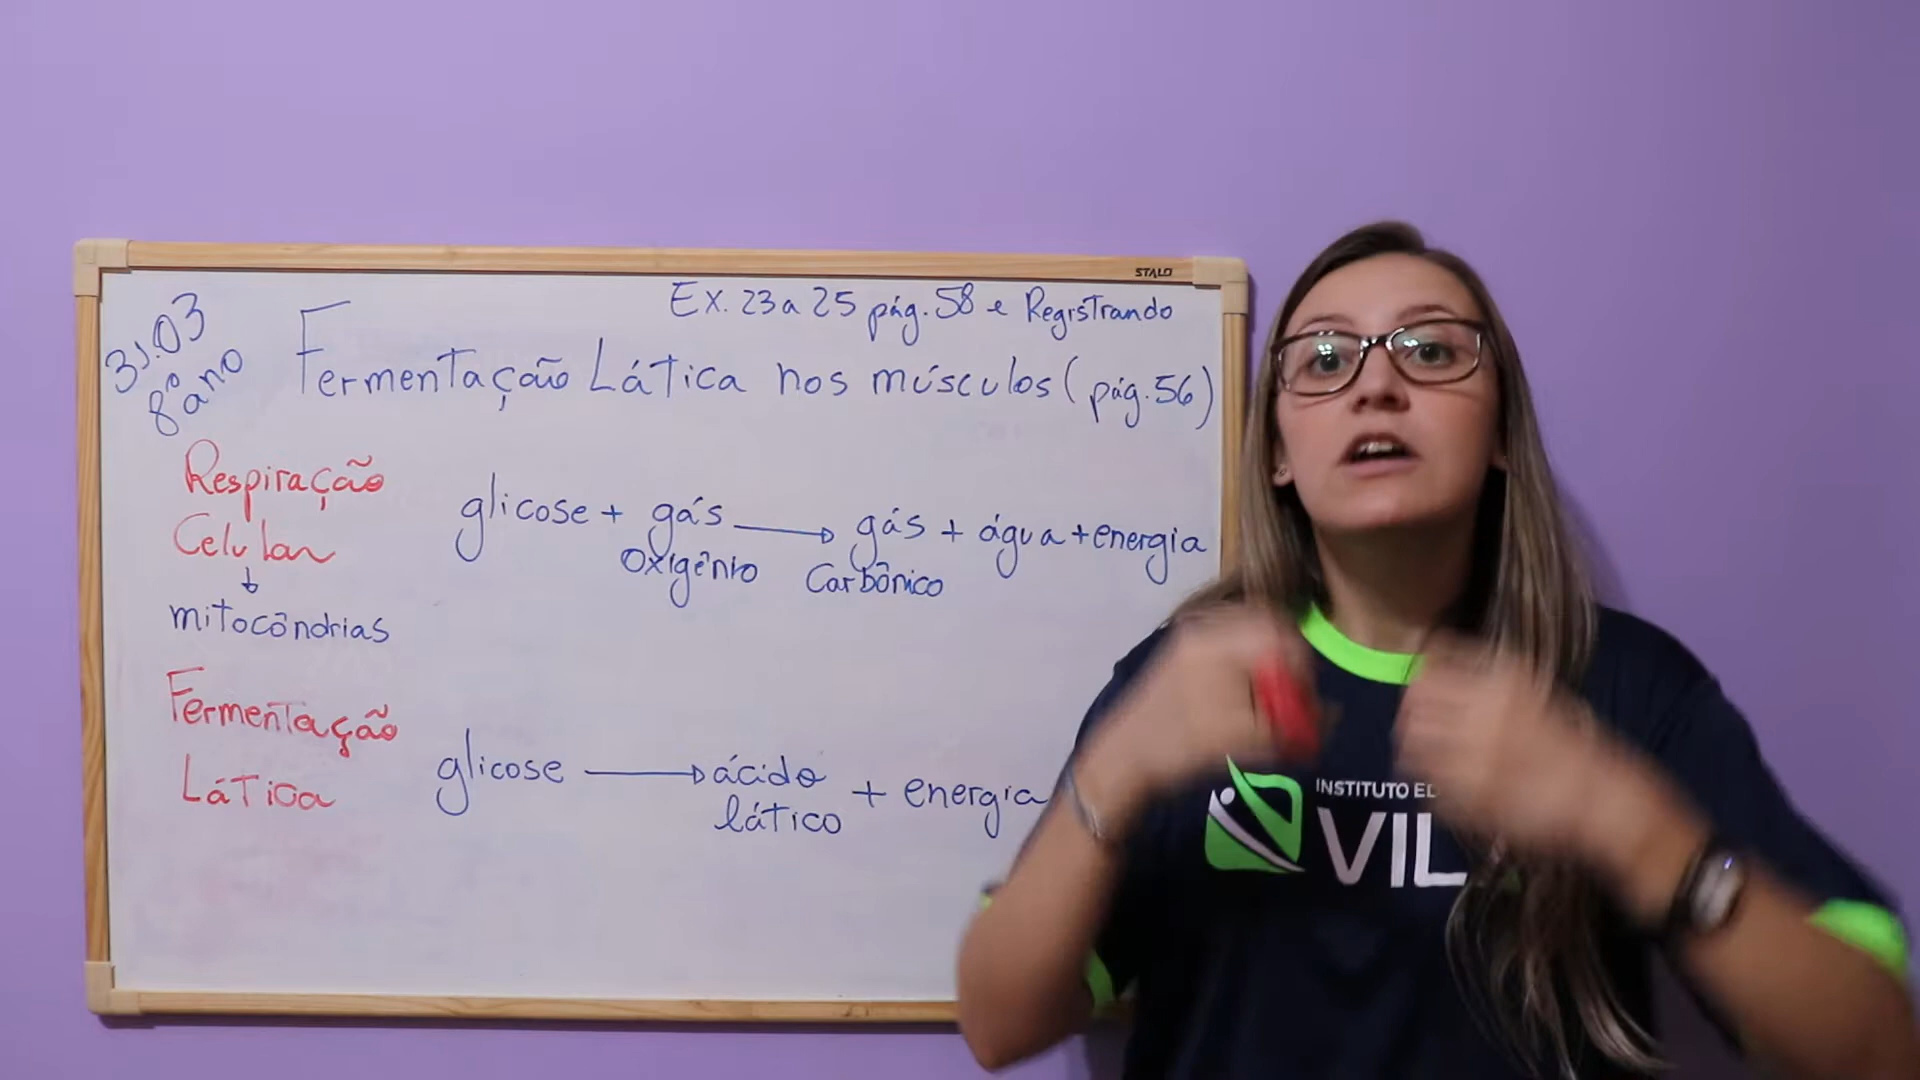 STALO
31.03
8º ano
Ex. 23 a 25 pág. 58 e Registrando
Fermentação Lática nos músculos (pág. 56)
Respiração
Celular
↓
mitocôndrias
glicose + gás → gás + água + energia
Oxigênio Carbônico
Fermentação
Lática
glicose → ácido + energia
lático
INSTITUTO
VIL